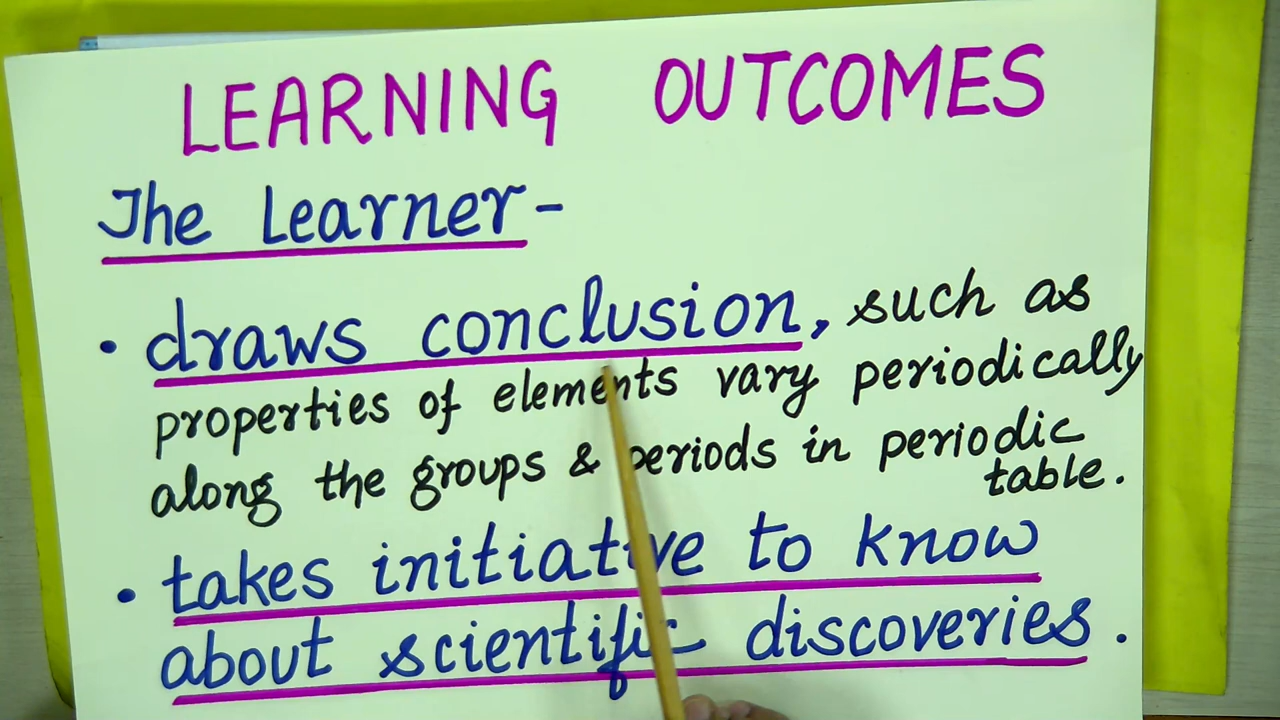 LEARNING OUTCOMES
The Learner-
• draws conclusion, such as
properties of elements vary periodically
along the groups & periods in periodic
table.
• takes initiative to know
about scientific discoveries.